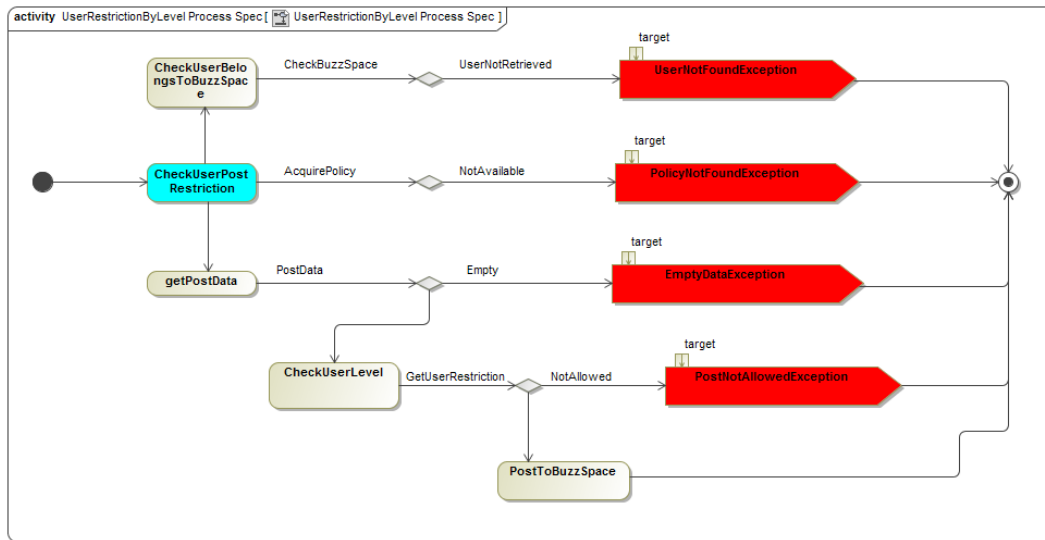 activity UserRestrictionByLevel Process Spec [ UserRestrictionByLevel Process Spec ]
CheckUserBelo
ngsToBuzzSpac
e
CheckBuzzSpace
UserNotRetrieved
target
UserNotFoundException
CheckUserPost
Restriction
AcquirePolicy
NotAvailable
target
PolicyNotFoundException
getPostData
PostData
Empty
target
EmptyDataException
CheckUserLevel
GetUserRestriction
NotAllowed
target
PostNotAllowedException
PostToBuzzSpace